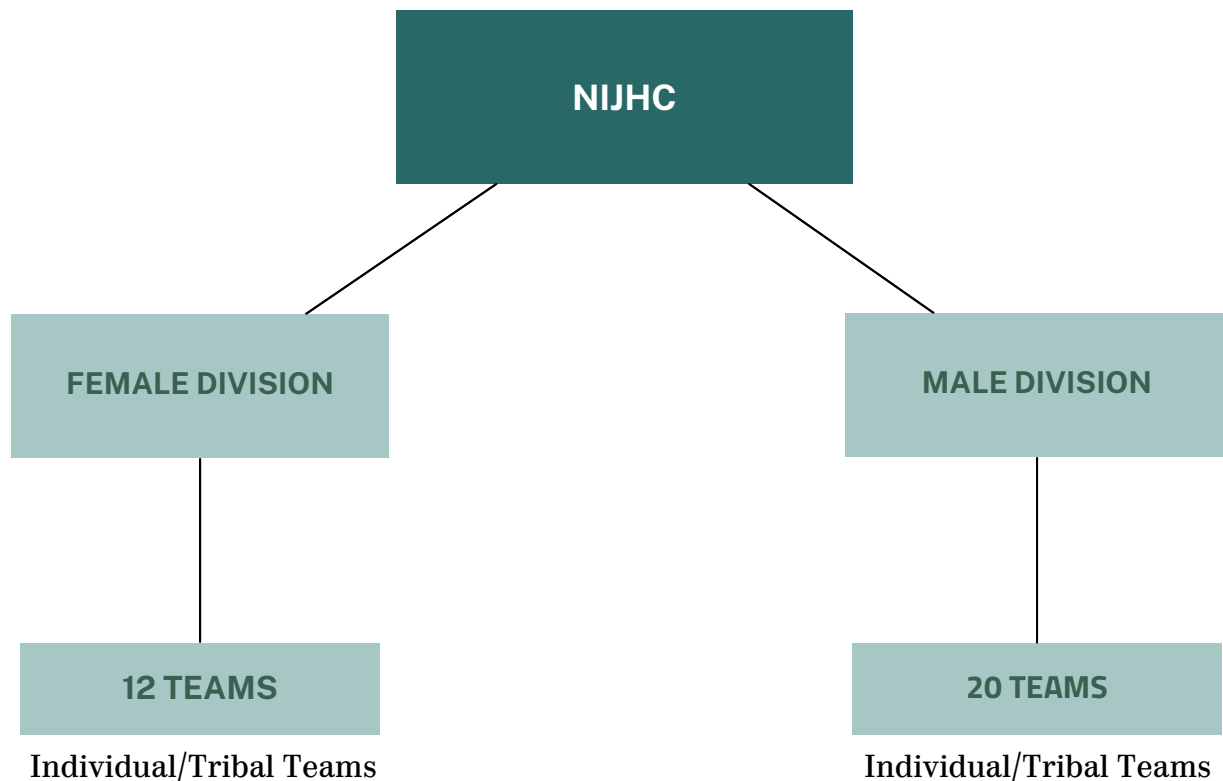 NIJHC
FEMALE DIVISION
MALE DIVISION
12 TEAMS
20 TEAMS
Individual/Tribal Teams
Individual/Tribal Teams